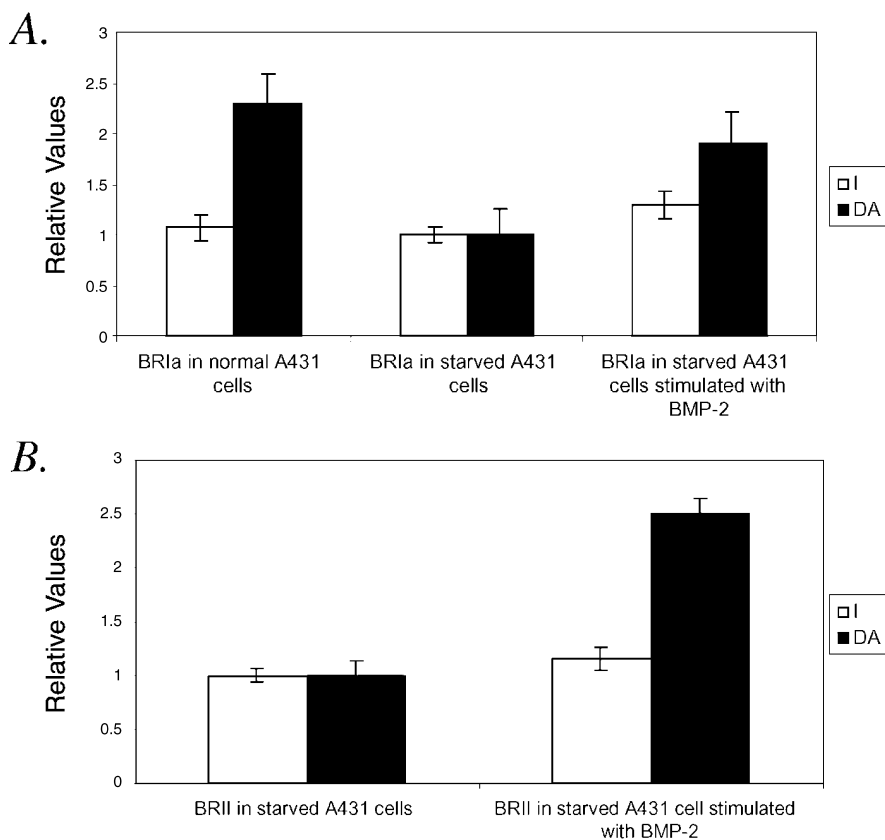 A.
Relative Values
3
2.5
2
1.5
1
0.5
0
BRIa in normal A431
cells
BRIa in starved A431
cells
BRIa in starved A431
cells stimulated with
BMP-2
I
DA
B.
Relative Values
3
2.5
2
1.5
1
0.5
0
BRII in starved A431 cells
BRII in starved A431 cell stimulated
with BMP-2
I
DA